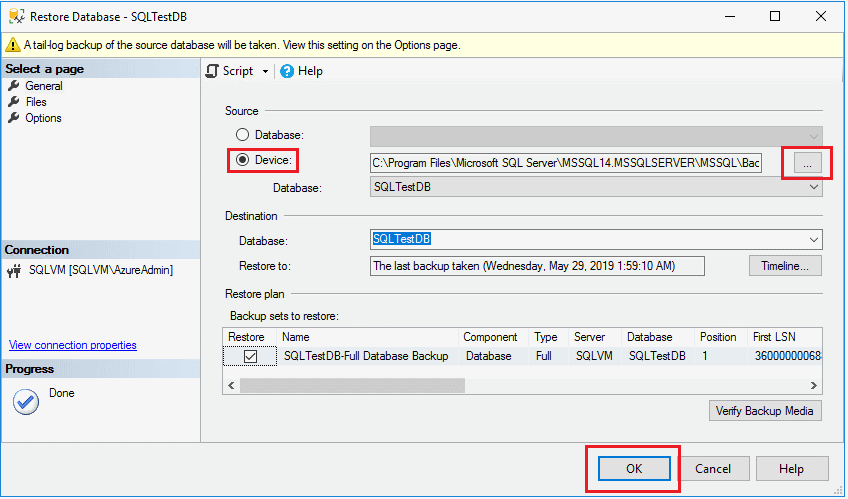 Restore Database - SQLTestDB
A tail-log backup of the source database will be taken. View this setting on the Options page.
Select a page
General
Files
Options
Script
Help
Source
Database:
Device:
C:\Program Files\Microsoft SQL Server\MSSQL14.MSSQLSERVER\MSSQL\Bac
...
Database:
SQLTestDB
Destination
Database:
SQLTestDB
Restore to:
The last backup taken (Wednesday, May 29, 2019 1:59:10 AM)
Timeline...
Restore plan
Backup sets to restore:
Restore Name Component Type Server Database Position First LSN
SQLTestDB-Full Database Backup Database Full SQLVM SQLTestDB 1 36000000068
Verify Backup Media
Connection
SQLVM [SQLVM\AzureAdmin]
View connection properties
Progress
Done
OK
Cancel
Help